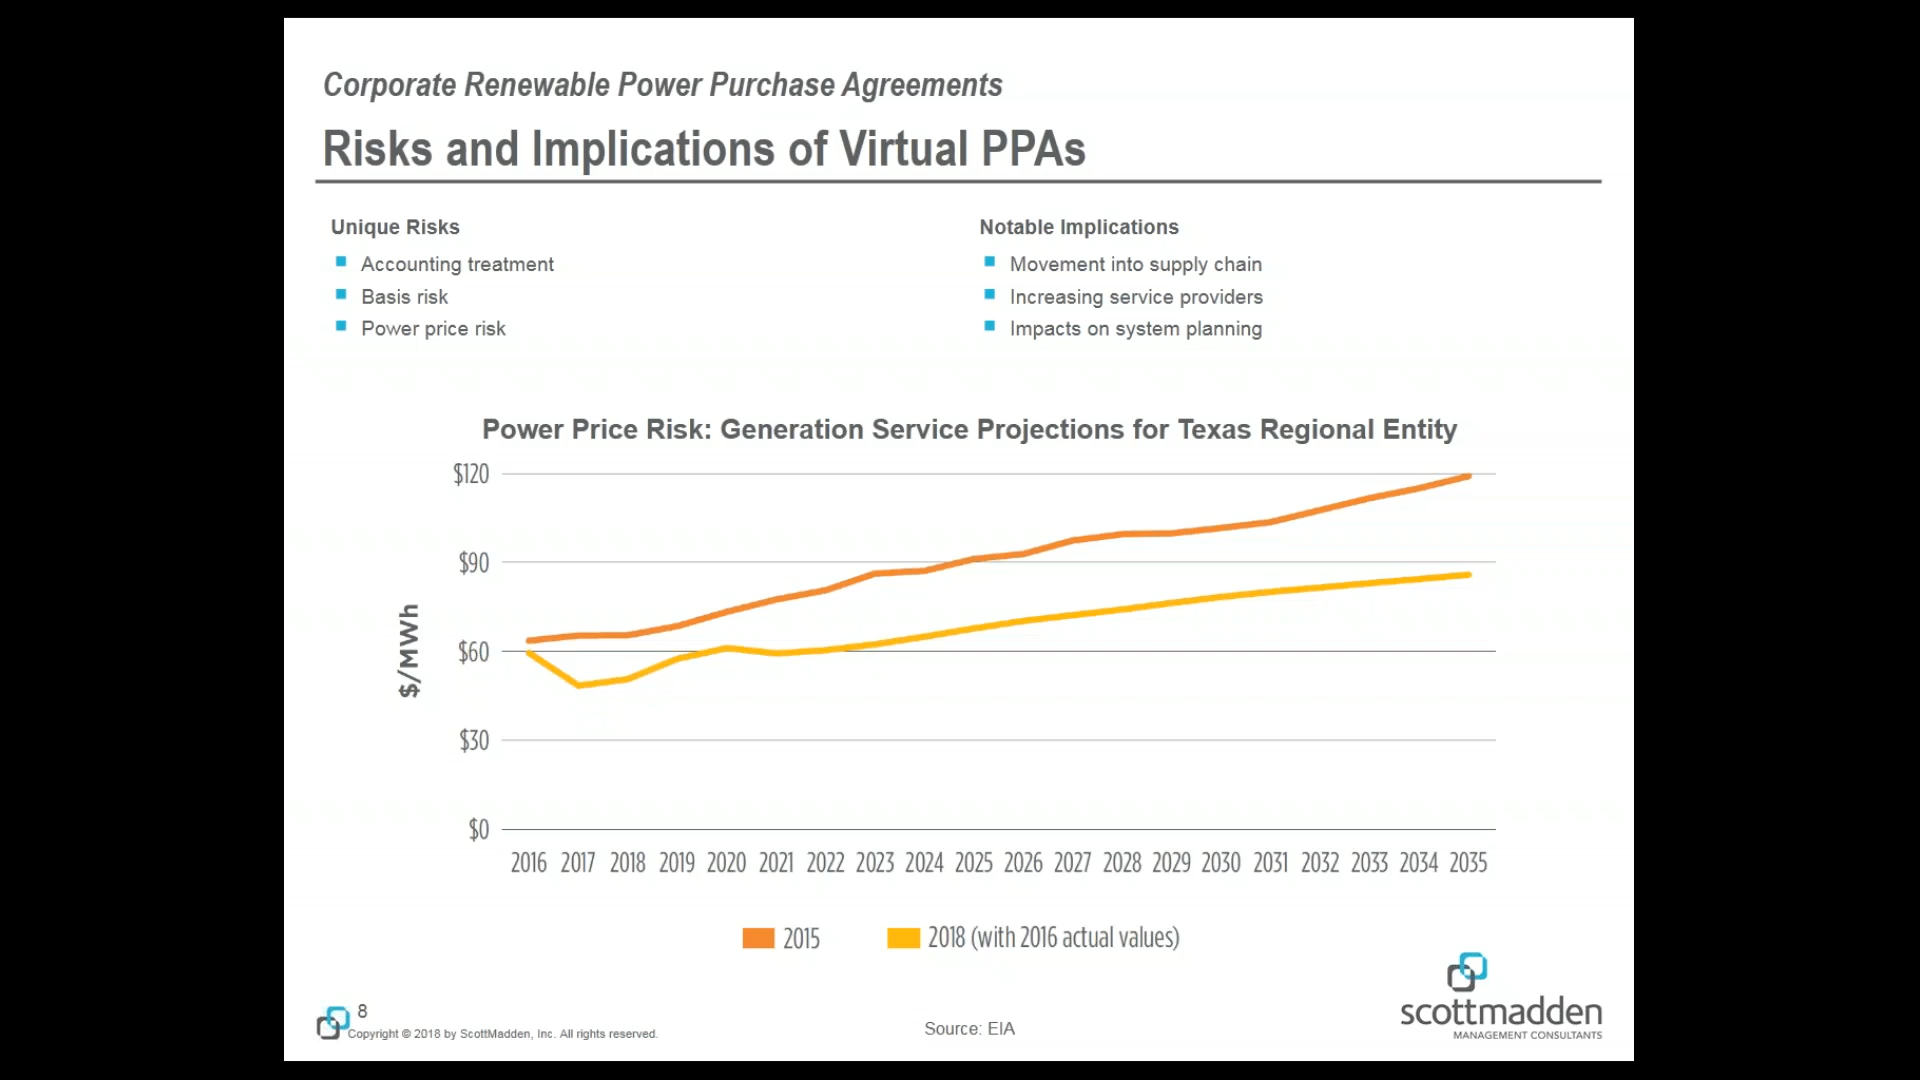 Corporate Renewable Power Purchase Agreements
Risks and Implications of Virtual PPAs
Unique Risks
Accounting treatment
Basis risk
Power price risk
Notable Implications
Movement into supply chain
Increasing service providers
Impacts on system planning
Power Price Risk: Generation Service Projections for Texas Regional Entity
$/MWh
$120
$90
$60
$30
$0
2016 2017 2018 2019 2020 2021 2022 2023 2024 2025 2026 2027 2028 2029 2030 2031 2032 2033 2034 2035
2015
2018 (with 2016 actual values)
8
Copyright © 2018 by ScottMadden, Inc. All rights reserved.
Source: EIA
scottmadden
MANAGEMENT CONSULTANTS